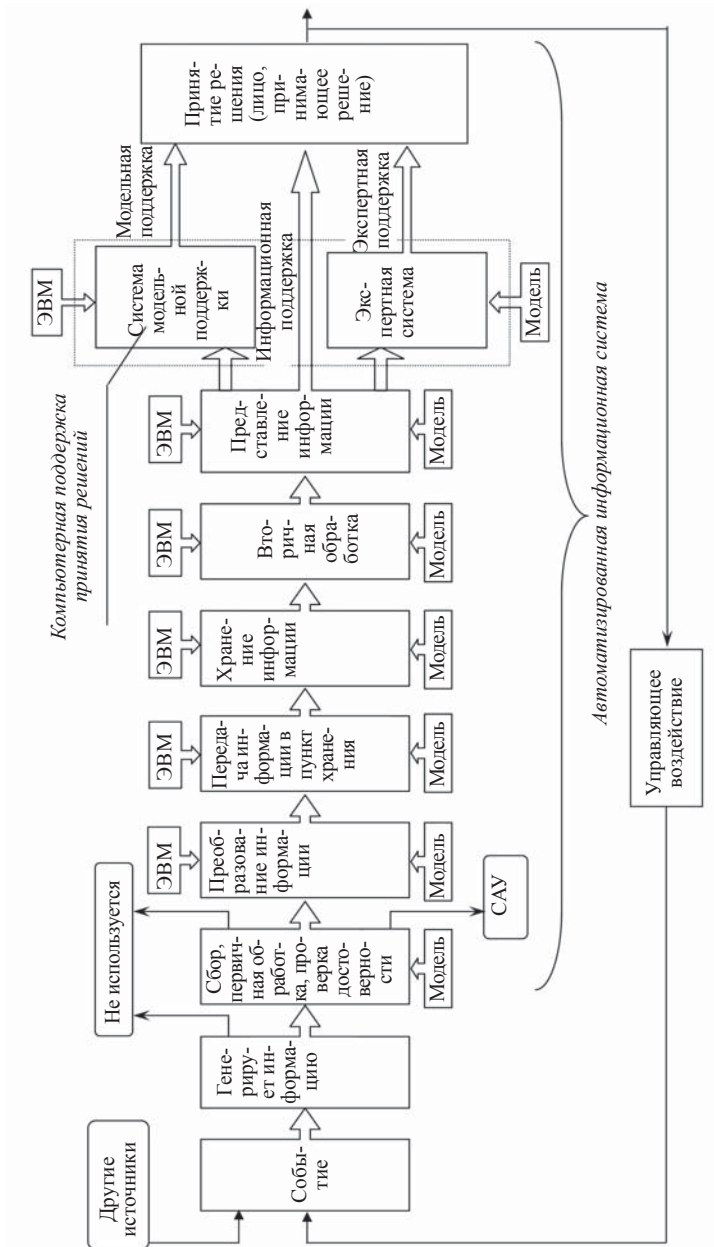 Другие
источники
Собы-
тие
Гене-
рирует ин-
форма-
цию
Не используется
Сбор,
первич-
ная об-
работ-
ка, про-
верка
досто-
верно-
сти
Модель
САУ
ЭВМ
Преоб-
разова-
ние ин-
форма-
ции
Модель
ЭВМ
Переда-
ча ин-
форма-
ции в
пункт
хране-
ния
Модель
ЭВМ
Хране-
ние
инфор-
мации
Модель
ЭВМ
Вто-
рич-
ная
обра-
ботка
Модель
ЭВМ
Пред-
ставле-
ние
инфор-
мации
Модель
Компьютерная поддержка
принятия решений
ЭВМ
Система
модель-
ной
поддерж-
ки
Модельная
поддержка
Информационная
поддержка
Экс-
пертная
система
Модель
Экспертная
поддержка
Приня-
тие ре-
шения
(лицо,
при-
нима-
ющее
реше-
ние)
Автоматизированная информационная система
Управляющее
воздействие